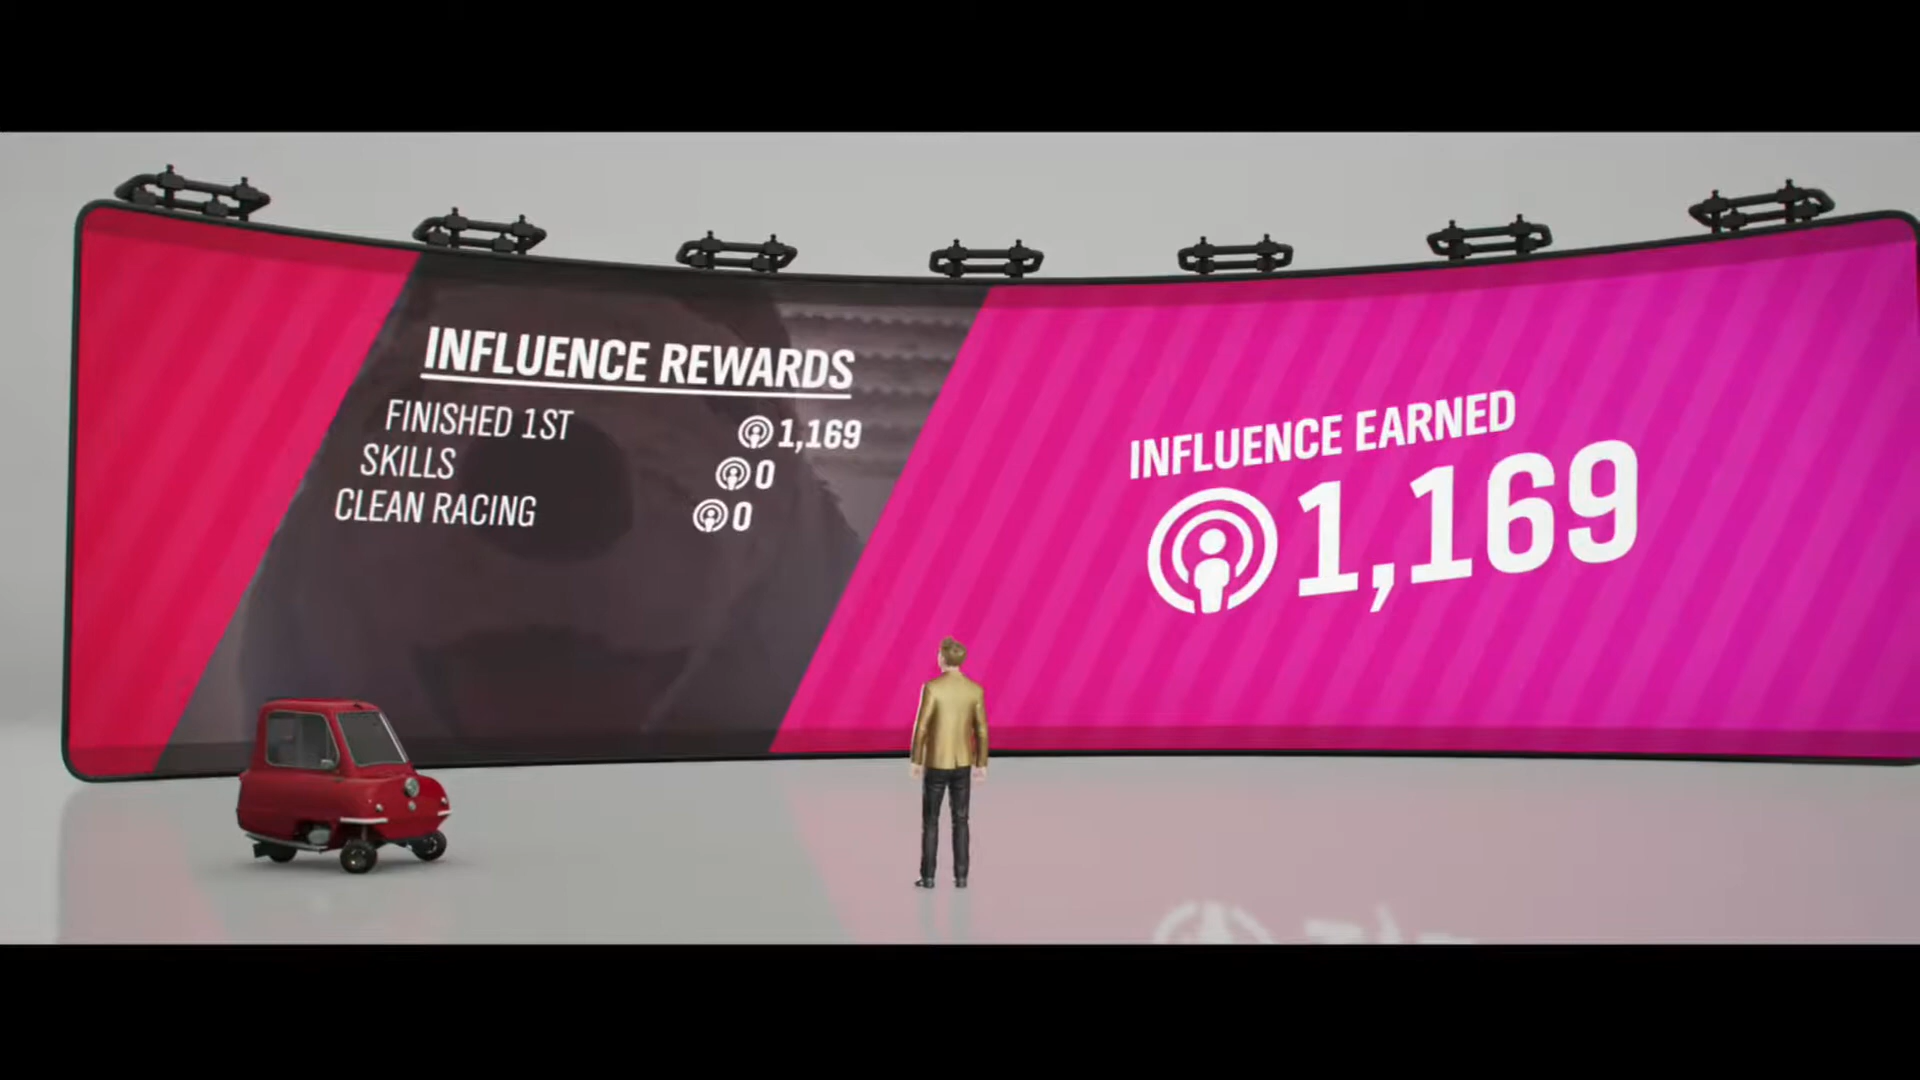 INFLUENCE REWARDS
FINISHED 1ST 1,169
SKILLS 0
CLEAN RACING 0
INFLUENCE EARNED
1,169